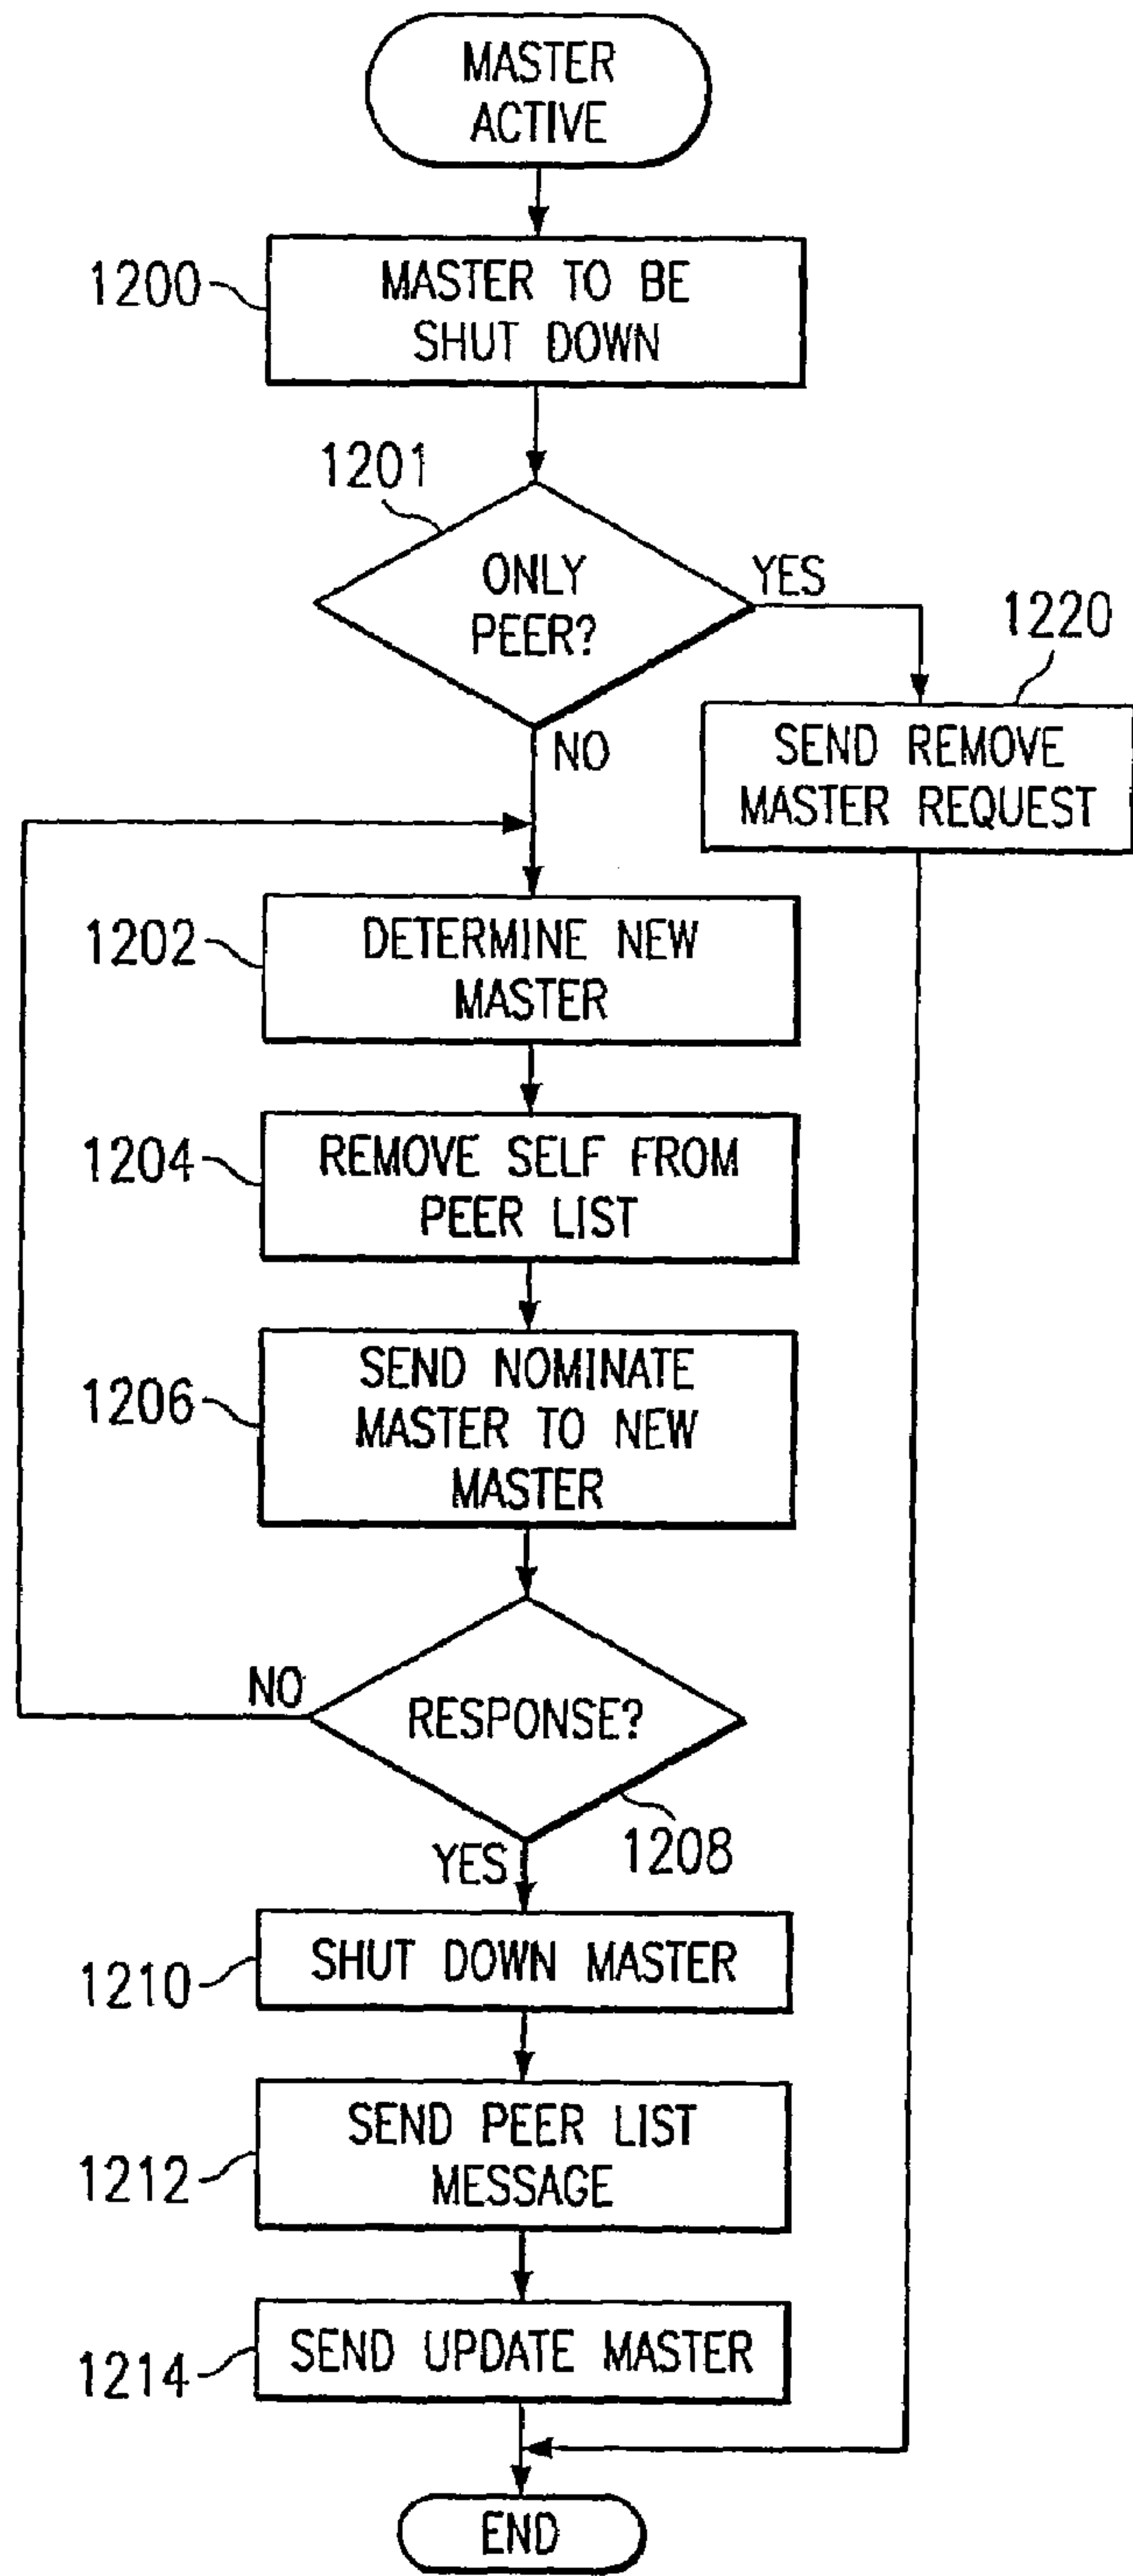 MASTER
ACTIVE
1200
MASTER TO BE
SHUT DOWN
1201
ONLY
PEER?
YES
NO
1220
SEND REMOVE
MASTER REQUEST
1202
DETERMINE NEW
MASTER
1204
REMOVE SELF FROM
PEER LIST
1206
SEND NOMINATE
MASTER TO NEW
MASTER
NO
RESPONSE?
1208
YES
1210
SHUT DOWN MASTER
1212
SEND PEER LIST
MESSAGE
1214
SEND UPDATE MASTER
END